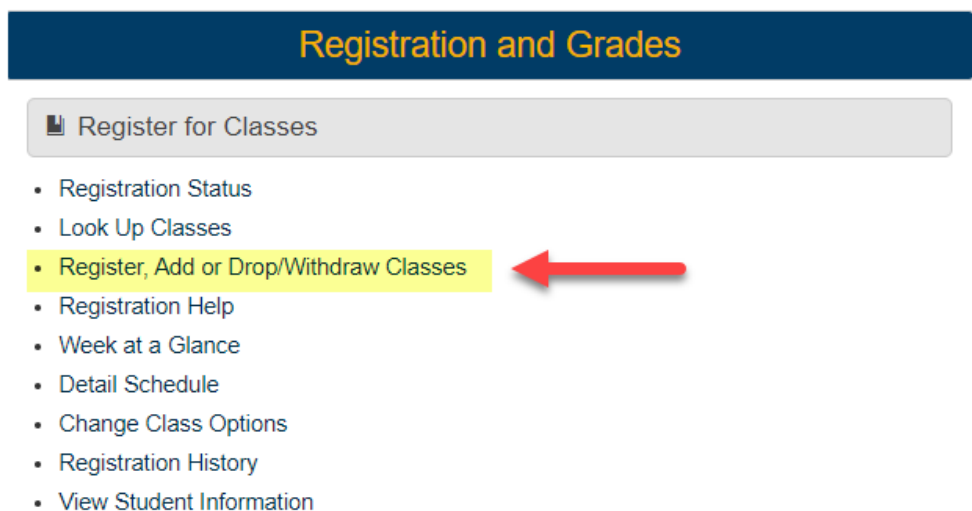 Registration and Grades
Register for Classes
Registration Status
Look Up Classes
Register, Add or Drop/Withdraw Classes
Registration Help
Week at a Glance
Detail Schedule
Change Class Options
Registration History
View Student Information